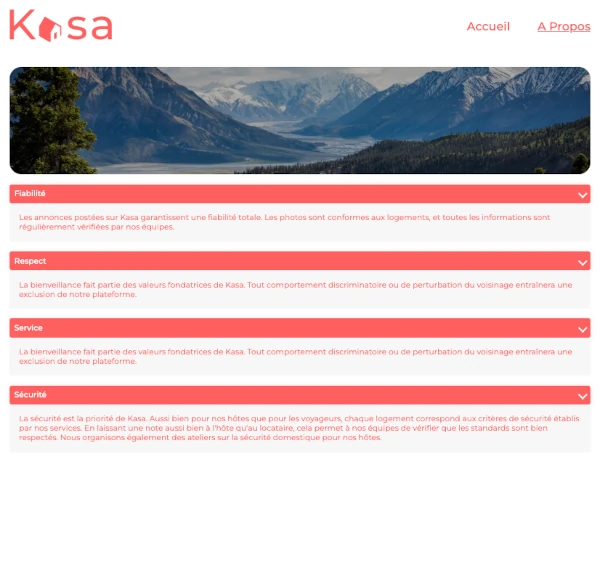 Kasa
Accueil
A Propos
Fiabilité
Les annonces postées sur Kasa garantissent une fiabilité totale. Les photos sont conformes aux logements, et toutes les informations sont
régulièrement vérifiées par nos équipes.
Respect
La bienveillance fait partie des valeurs fondatrices de Kasa. Tout comportement discriminatoire ou de perturbation du voisinage entraînera une
exclusion de notre plateforme.
Service
La bienveillance fait partie des valeurs fondatrices de Kasa. Tout comportement discriminatoire ou de perturbation du voisinage entraînera une
exclusion de notre plateforme.
Sécurité
La sécurité est la priorité de Kasa. Aussi bien pour nos hôtes que pour les voyageurs, chaque logement correspond aux critères de sécurité établis
par nos services. En laissant une note aussi bien à l'hôte qu'au locataire, cela permet à nos équipes de vérifier que les standards sont bien
respectés. Nous organisons également des ateliers sur la sécurité domestique pour nos hôtes.